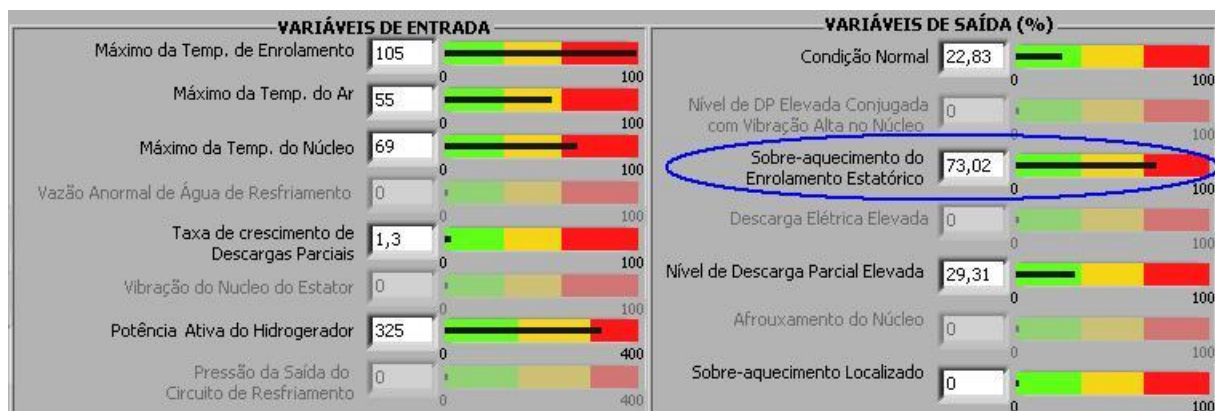 VARIÁVEIS DE ENTRADA
Máximo da Temp. de Enrolamento 105
0 100
Máximo da Temp. do Ar 55
0 100
Máximo da Temp. do Núcleo 69
0 100
Vazão Anormal de Água de Resfriamento 0
0 100
Taxa de crescimento de
Descargas Parciais 1,3
0 100
Vibração do Nucleo do Estator 0
0 100
Potência Ativa do Hidrogerador 325
0 400
Pressão da Saída do
Circuito de Resfriamento 0
0 400
VARIÁVEIS DE SAÍDA (%)
Condição Normal 22,83
0 100
Nível de DP Elevada Conjugada
com Vibração Alta no Núcleo 0
0 100
Sobre-aquecimento do
Enrolamento Estatórico 73,02
0 100
Descarga Elétrica Elevada 0
0 100
Nível de Descarga Parcial Elevada 29,31
0 100
Afrouxamento do Núcleo 0
0 100
Sobre-aquecimento Localizado 0
0 100